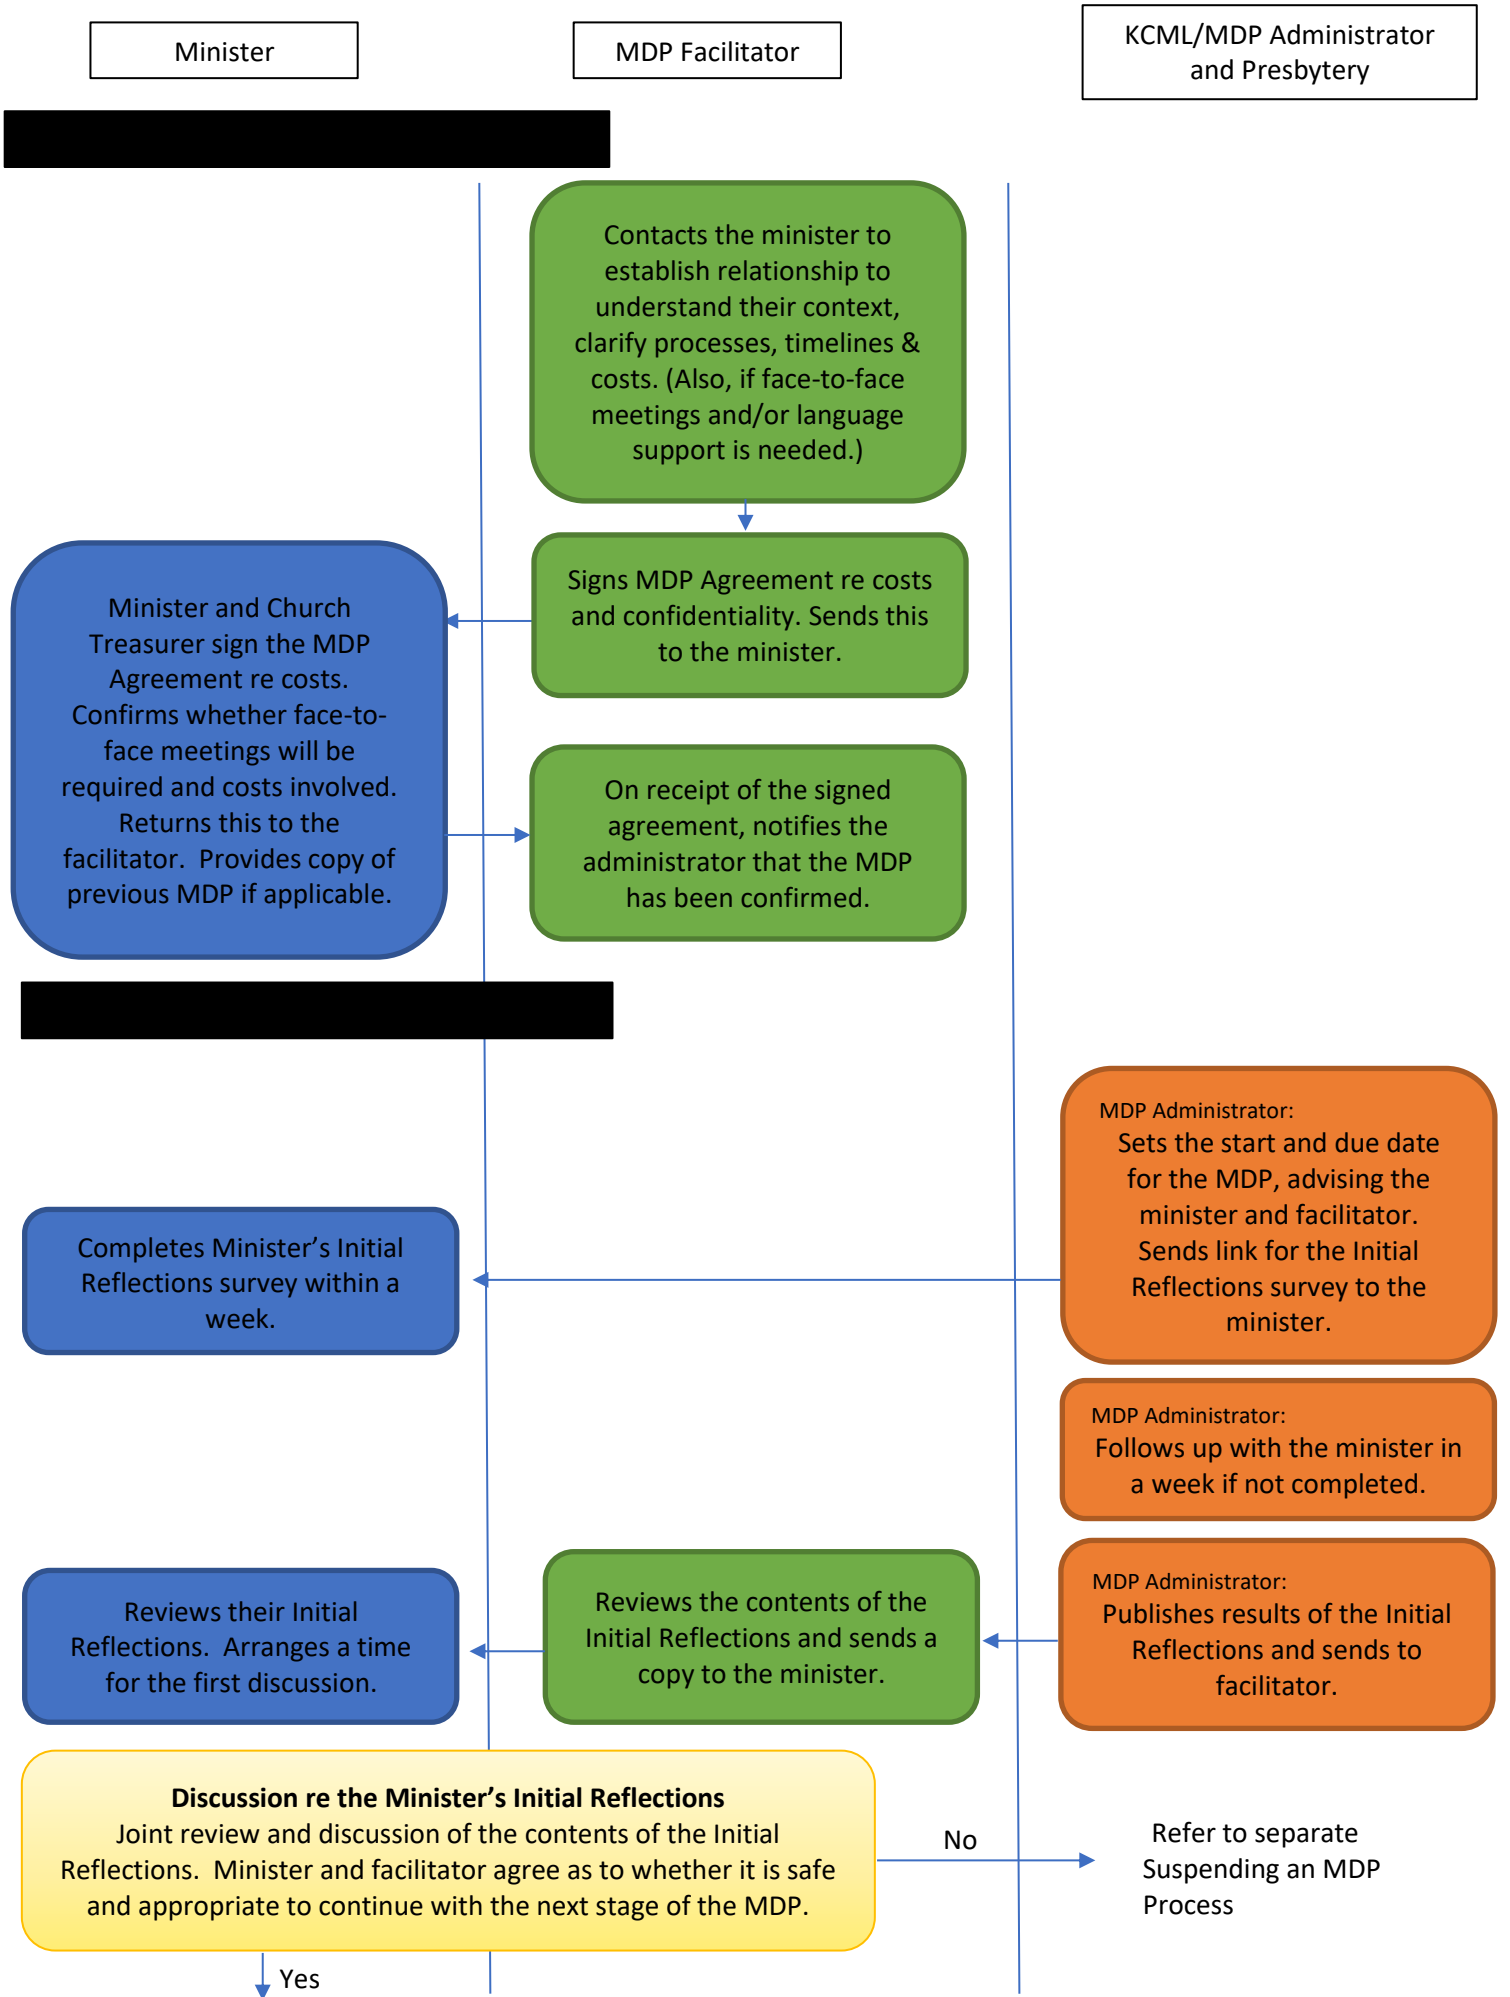 Minister
MDP Facilitator
KCML/MDP Administrator
and Presbytery
Contacts the minister to
establish relationship to
understand their context,
clarify processes, timelines &
costs. (Also, if face-to-face
meetings and/or language
support is needed.)
Signs MDP Agreement re costs
and confidentiality. Sends this
to the minister.
Minister and Church
Treasurer sign the MDP
Agreement re costs.
Confirms whether face-to-
face meetings will be
required and costs involved.
Returns this to the
facilitator.  Provides copy of
previous MDP if applicable.
On receipt of the signed
agreement, notifies the
administrator that the MDP
has been confirmed.
MDP Administrator:
Sets the start and due date
for the MDP, advising the
minister and facilitator.
Sends link for the Initial
Reflections survey to the
minister.
Completes Minister’s Initial
Reflections survey within a
week.
MDP Administrator:
Follows up with the minister in
a week if not completed.
MDP Administrator:
Publishes results of the Initial
Reflections and sends to
facilitator.
Reviews the contents of the
Initial Reflections and sends a
copy to the minister.
Reviews their Initial
Reflections.  Arranges a time
for the first discussion.
Discussion re the Minister’s Initial Reflections
Joint review and discussion of the contents of the Initial
Reflections.  Minister and facilitator agree as to whether it is safe
and appropriate to continue with the next stage of the MDP.
No
Refer to separate
Suspending an MDP
Process
Yes